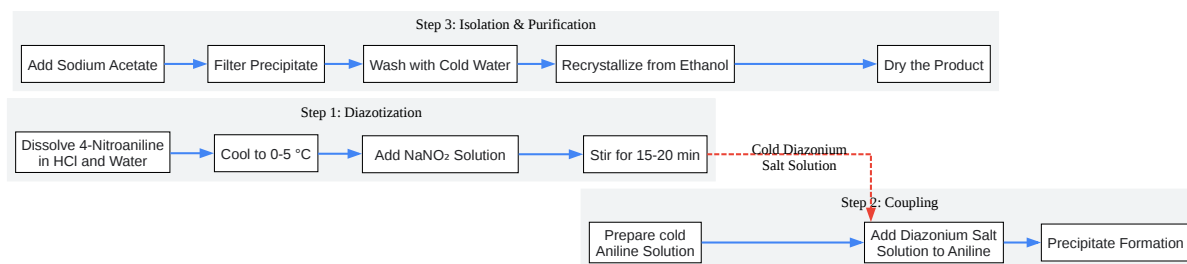 Step 3: Isolation & Purification
Add Sodium Acetate
Filter Precipitate
Wash with Cold Water
Recrystallize from Ethanol
Dry the Product
Step 1: Diazotization
Dissolve 4-Nitroaniline
in HCl and Water
Cool to 0-5 °C
Add NaNO₂ Solution
Stir for 15-20 min
Cold Diazonium
Salt Solution
Step 2: Coupling
Prepare cold
Aniline Solution
Add Diazonium Salt
Solution to Aniline
Precipitate Formation